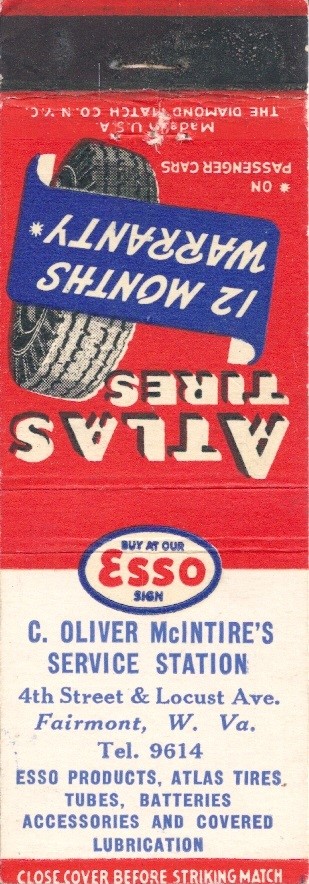 THE DIAMOND MATCH CO. N.Y.C.
Made in U.S.A.
* ON
PASSENGER CARS
12 MONTHS
WARRANTY*
ATLAS
TIRES
BUY AT OUR
Esso
SIGN
C. OLIVER McINTIRE'S
SERVICE STATION
4th Street & Locust Ave.
Fairmont, W. Va.
Tel. 9614
ESSO PRODUCTS, ATLAS TIRES,
TUBES, BATTERIES
ACCESSORIES AND COVERED
LUBRICATION
CLOSE COVER BEFORE STRIKING MATCH